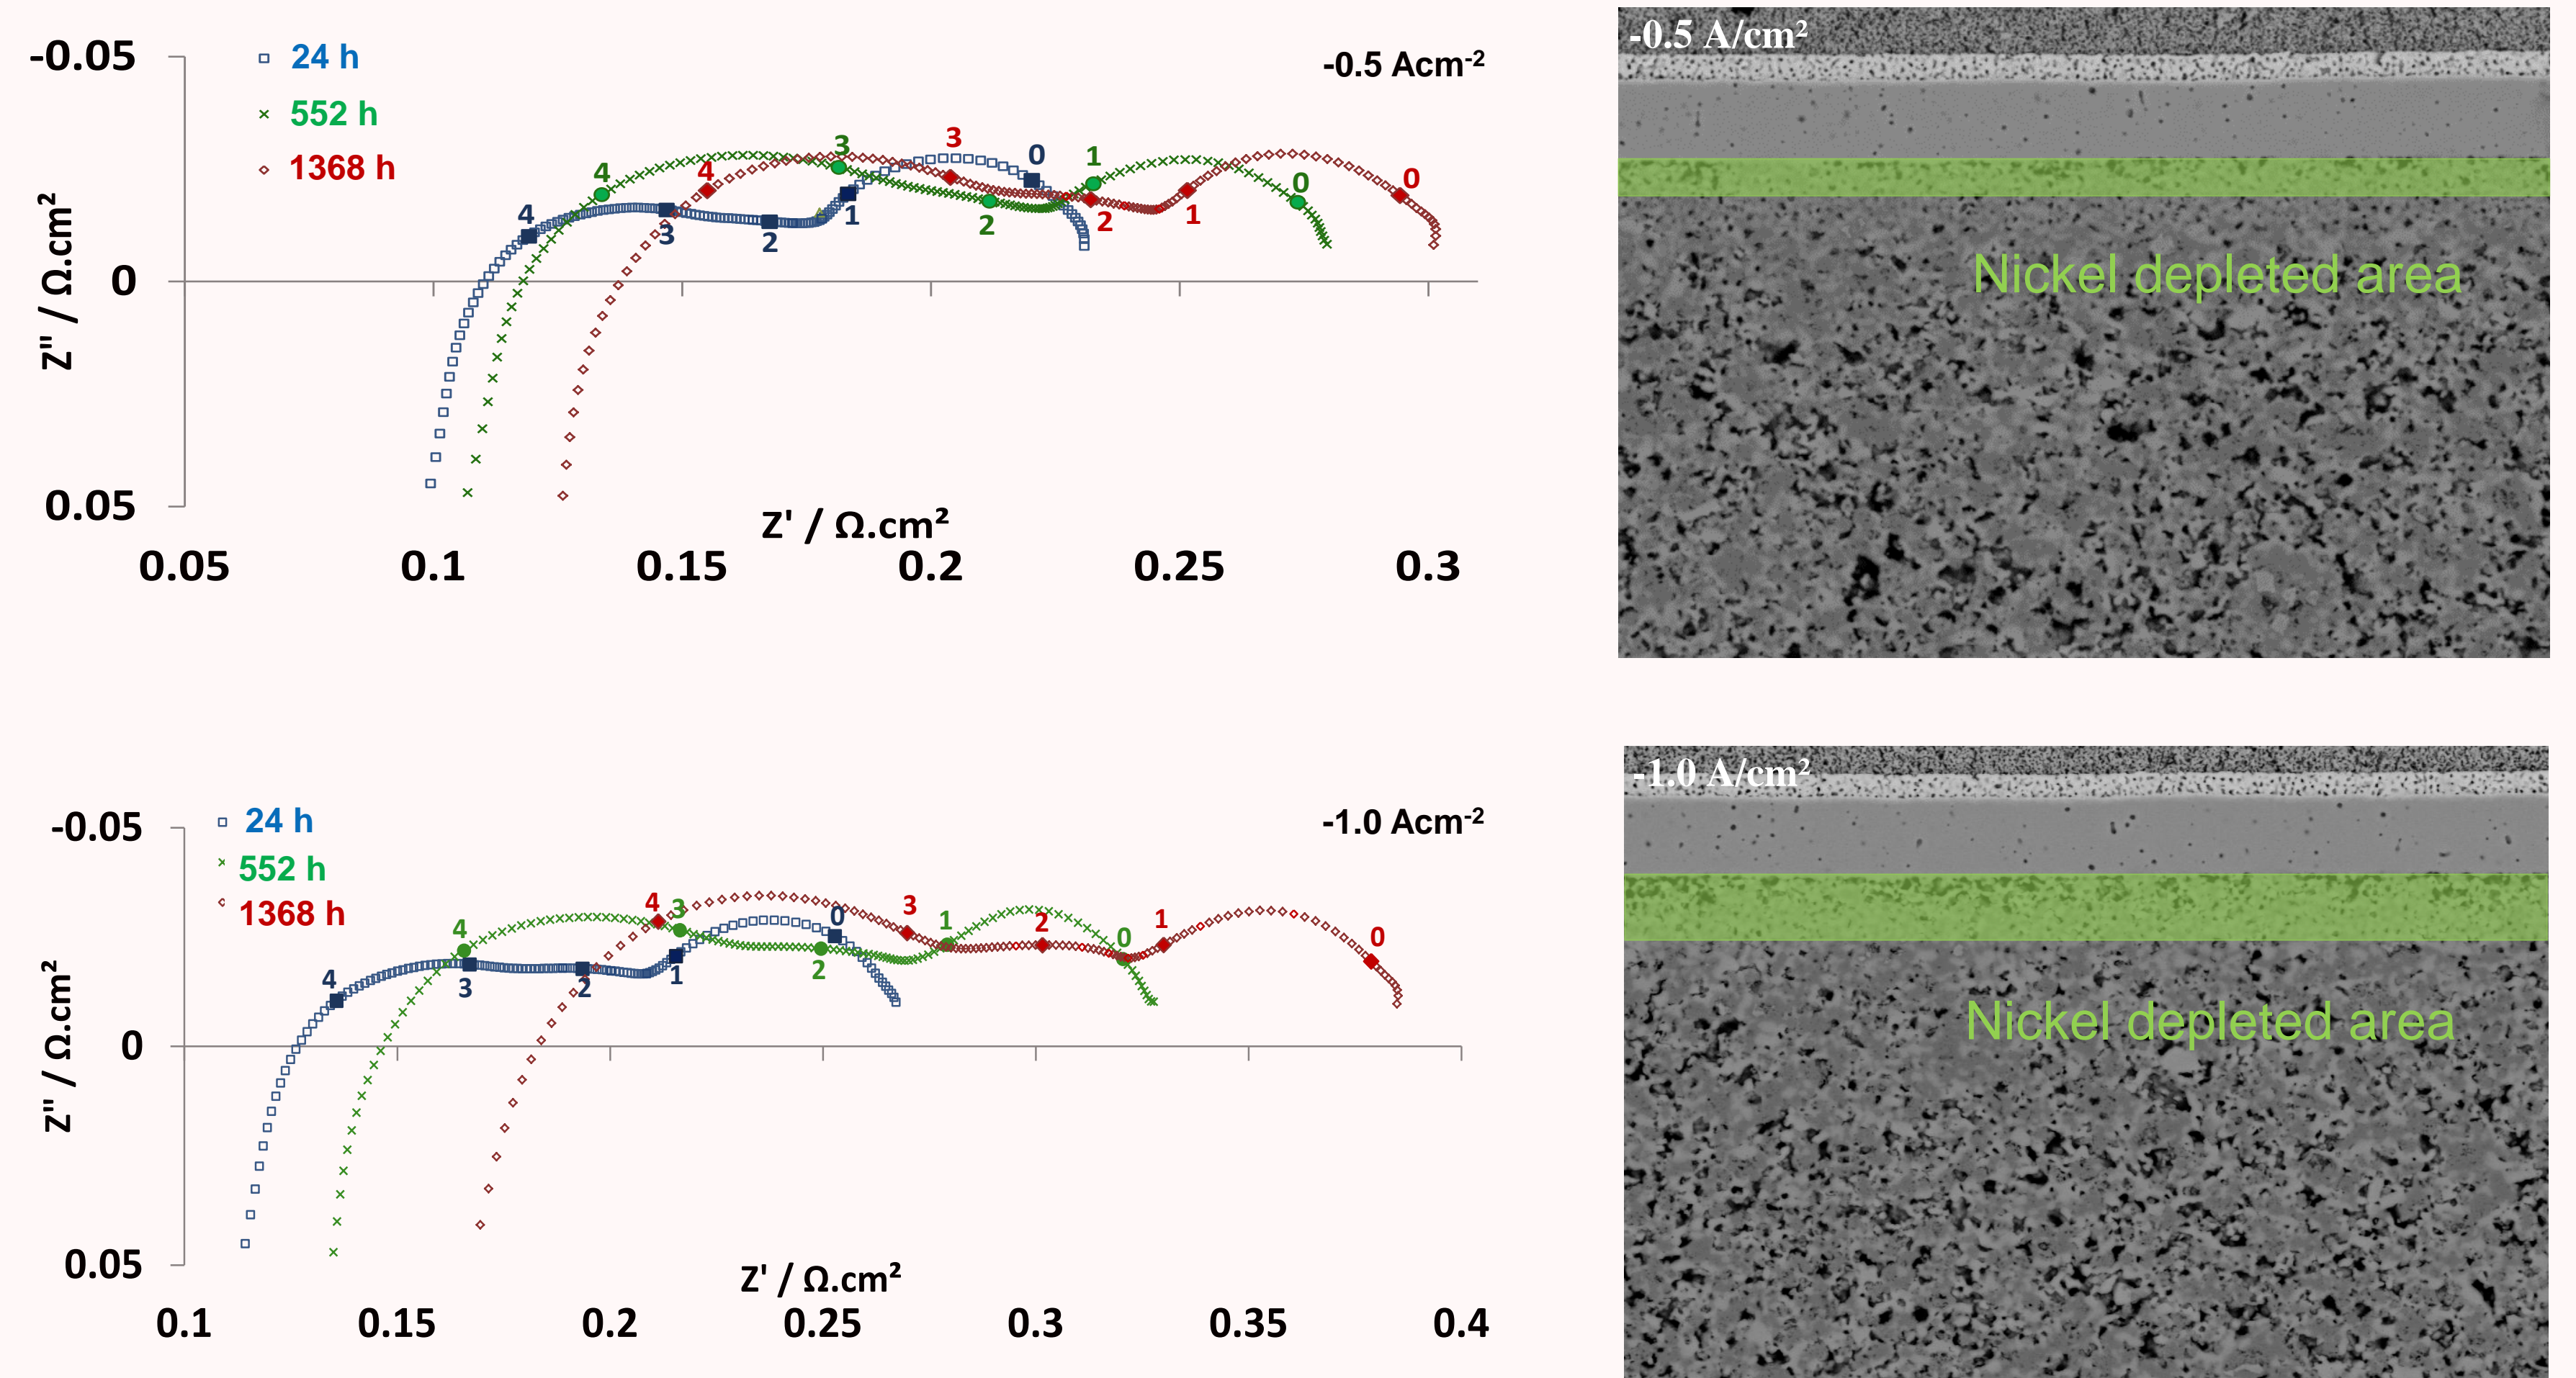 -0.05
24 h
-0.5 Acm⁻²
552 h
1368 h
4 3 3 0 1 0 0
4 4
3 2 1 2 2 1
Z" / Ω.cm²
0
0.05
Z' / Ω.cm²
0.05 0.1 0.15 0.2 0.25 0.3
-0.5 A/cm²
Nickel depleted area
-0.05
24 h
-1.0 Acm⁻²
552 h
1368 h
4 4 3 0 3 1 2 1 0 0
4 3 2 1 2
Z" / Ω.cm²
0
0.05
Z' / Ω.cm²
0.1 0.15 0.2 0.25 0.3 0.35 0.4
-1.0 A/cm²
Nickel depleted area